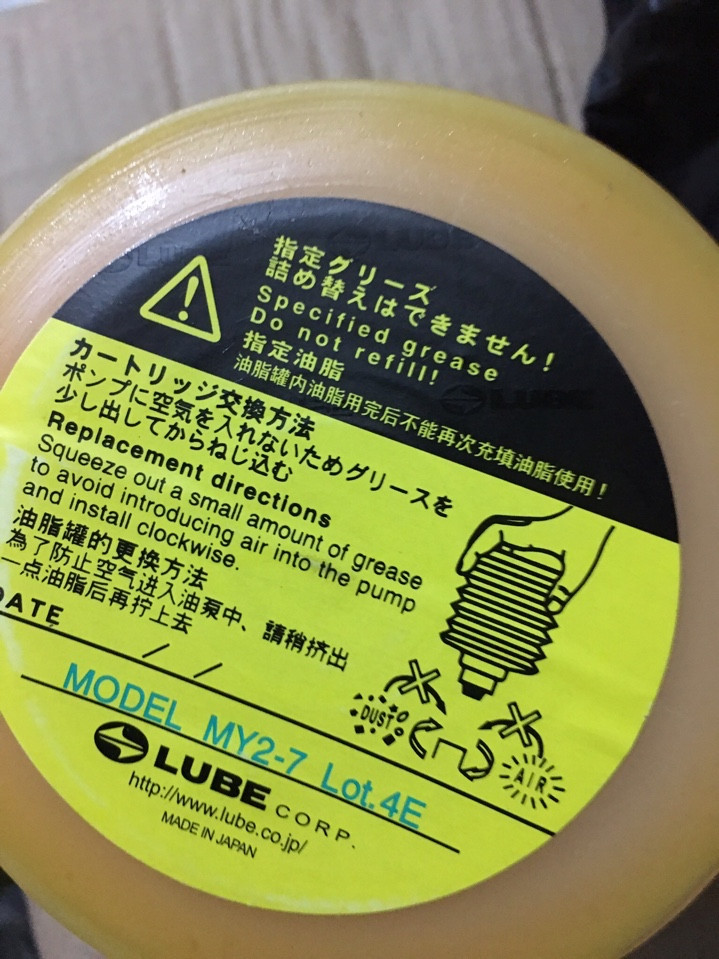 指定グリーズ
詰め替えはできません!
Specified grease
Do not refill!
指定油脂
油脂罐内油脂用完后不能再次充填油脂使用!
カートリッジ交換方法
ポンプに空気を入れないためグリースを
少し出してからねじ込む
Replacement directions
Squeeze out a small amount of grease
to avoid introducing air into the pump
and install clockwise.
油脂罐的更換方法
為了防止空气进入油泵中、請稍挤出
一点油脂后再拧上去
DATE / /
DUST
AIR
MODEL MY2-7 Lot.4E
LUBE CORP.
http://www.lube.co.jp/
MADE IN JAPAN